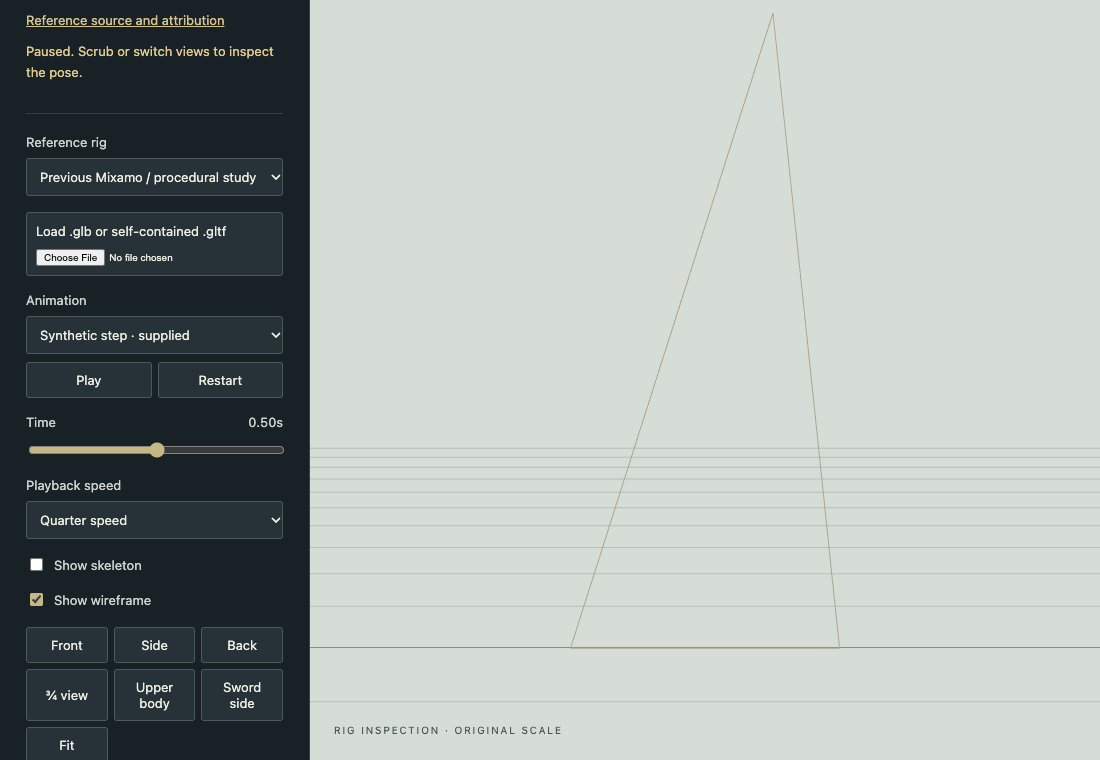 Reference source and attribution
Paused. Scrub or switch views to inspect
the pose.
Reference rig
Previous Mixamo / procedural study
Load .glb or self-contained .gltf
Choose File No file chosen
Animation
Synthetic step · supplied
Play Restart
Time 0.50s
Playback speed
Quarter speed
Show skeleton
Show wireframe
Front Side Back
¾ view
Upper
body
Sword
side
Fit
RIG INSPECTION · ORIGINAL SCALE